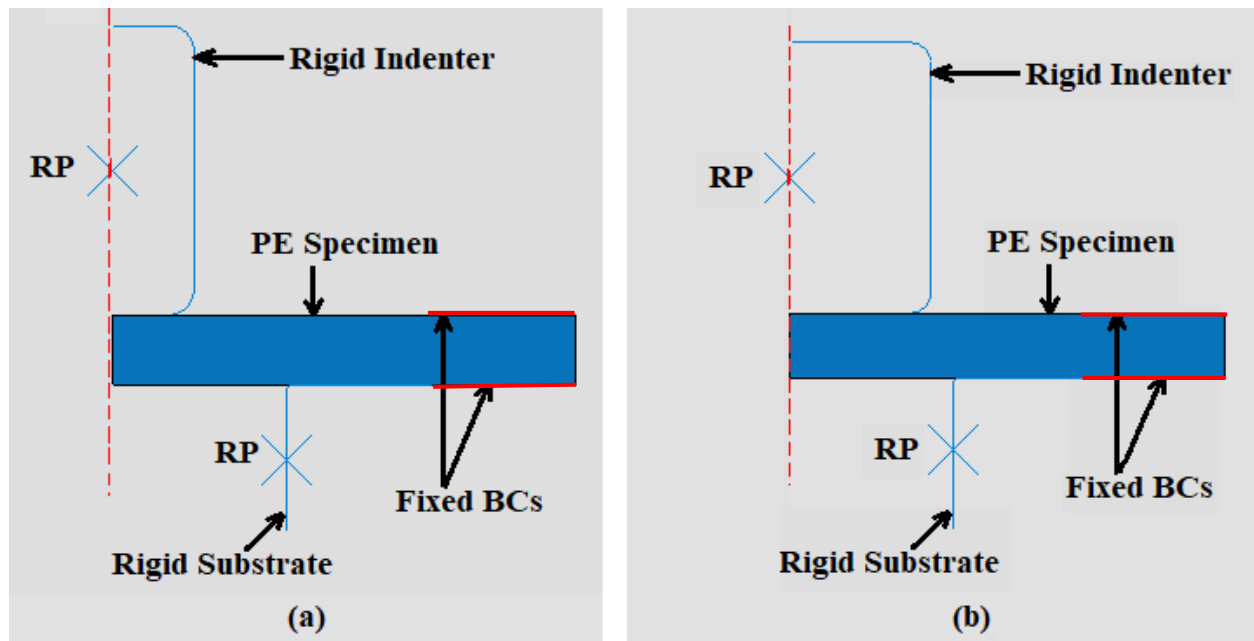 Rigid Indenter
RP
PE Specimen
RP
Fixed BCs
Rigid Substrate
(a)
Rigid Indenter
RP
PE Specimen
RP
Fixed BCs
Rigid Substrate
(b)